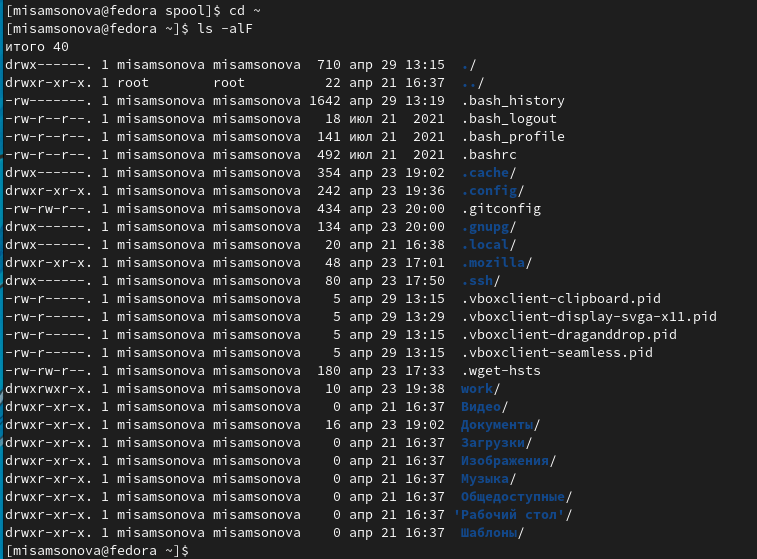 [misamsonova@fedora spool]$ cd ~
[misamsonova@fedora ~]$ ls -alF
итого 40
drwx------. 1 misamsonova misamsonova  710 апр 29 13:15  ./
drwxr-xr-x. 1 root        root          22 апр 21 16:37  ../
-rw-------. 1 misamsonova misamsonova 1642 апр 29 13:19  .bash_history
-rw-r--r--. 1 misamsonova misamsonova   18 июл 21  2021  .bash_logout
-rw-r--r--. 1 misamsonova misamsonova  141 июл 21  2021  .bash_profile
-rw-r--r--. 1 misamsonova misamsonova  492 июл 21  2021  .bashrc
drwx------. 1 misamsonova misamsonova  354 апр 23 19:02  .cache/
drwxr-xr-x. 1 misamsonova misamsonova  242 апр 23 19:36  .config/
-rw-rw-r--. 1 misamsonova misamsonova  434 апр 23 20:00  .gitconfig
drwx------. 1 misamsonova misamsonova  134 апр 23 20:00  .gnupg/
drwx------. 1 misamsonova misamsonova   20 апр 21 16:38  .local/
drwxr-xr-x. 1 misamsonova misamsonova   48 апр 23 17:01  .mozilla/
drwx------. 1 misamsonova misamsonova   80 апр 23 17:50  .ssh/
-rw-r-----. 1 misamsonova misamsonova    5 апр 29 13:15  .vboxclient-clipboard.pid
-rw-r-----. 1 misamsonova misamsonova    5 апр 29 13:29  .vboxclient-display-svga-x11.pid
-rw-r-----. 1 misamsonova misamsonova    5 апр 29 13:15  .vboxclient-draganddrop.pid
-rw-r-----. 1 misamsonova misamsonova    5 апр 29 13:15  .vboxclient-seamless.pid
-rw-rw-r--. 1 misamsonova misamsonova  180 апр 23 17:33  .wget-hsts
drwxrwxr-x. 1 misamsonova misamsonova   10 апр 23 19:38  work/
drwxr-xr-x. 1 misamsonova misamsonova    0 апр 21 16:37  Видео/
drwxr-xr-x. 1 misamsonova misamsonova   16 апр 23 19:02  Документы/
drwxr-xr-x. 1 misamsonova misamsonova    0 апр 21 16:37  Загрузки/
drwxr-xr-x. 1 misamsonova misamsonova    0 апр 21 16:37  Изображения/
drwxr-xr-x. 1 misamsonova misamsonova    0 апр 21 16:37  Музыка/
drwxr-xr-x. 1 misamsonova misamsonova    0 апр 21 16:37  Общедоступные/
drwxr-xr-x. 1 misamsonova misamsonova    0 апр 21 16:37 'Рабочий стол'/
drwxr-xr-x. 1 misamsonova misamsonova    0 апр 21 16:37  Шаблоны/
[misamsonova@fedora ~]$